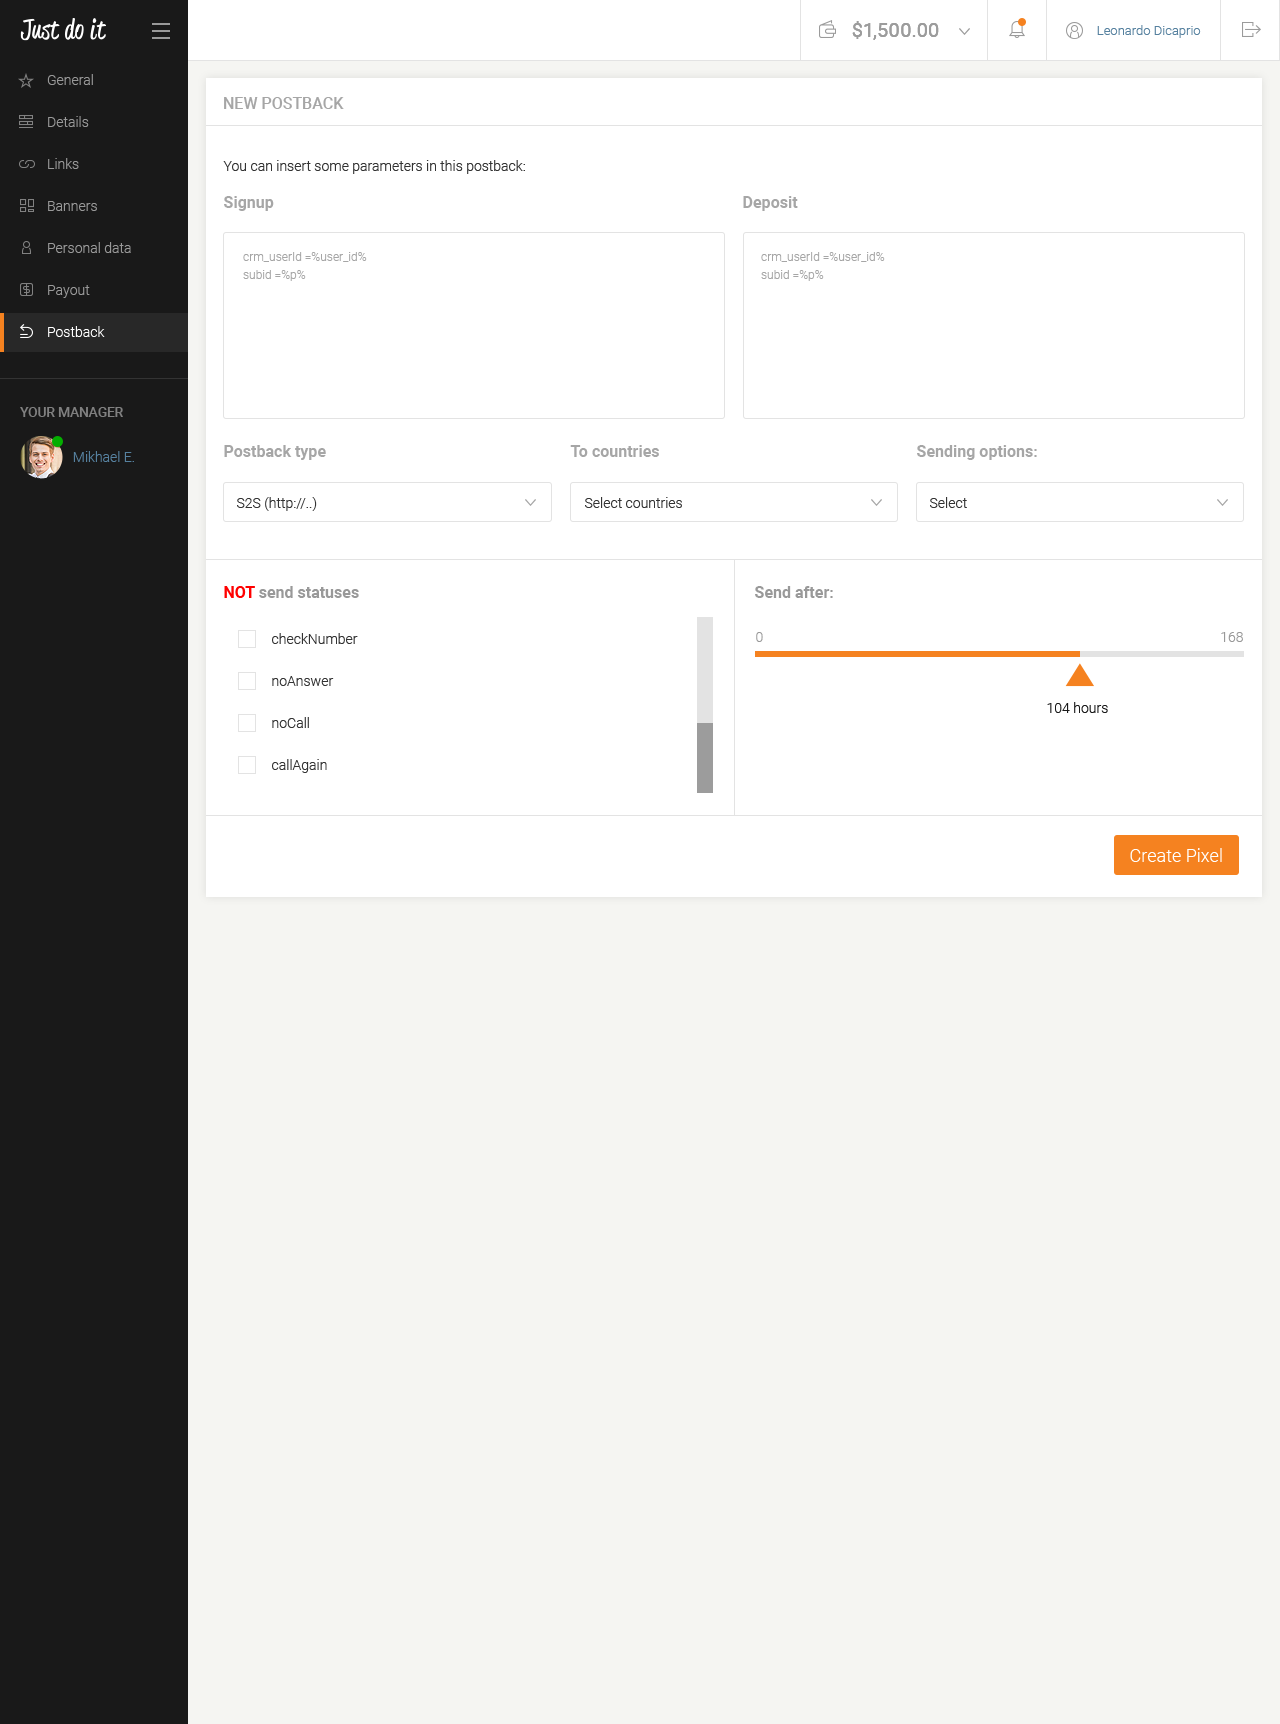 Just do it
$1,500.00
Leonardo Dicaprio
General
Details
Links
Banners
Personal data
Payout
Postback
YOUR MANAGER
Mikhael E.
NEW POSTBACK
You can insert some parameters in this postback:
Signup
Deposit
crm_userId =%user_id%
subid =%p%
crm_userId =%user_id%
subid =%p%
Postback type
To countries
Sending options:
S2S (http://..)
Select countries
Select
NOT send statuses
checkNumber
noAnswer
noCall
callAgain
Send after:
0
168
104 hours
Create Pixel